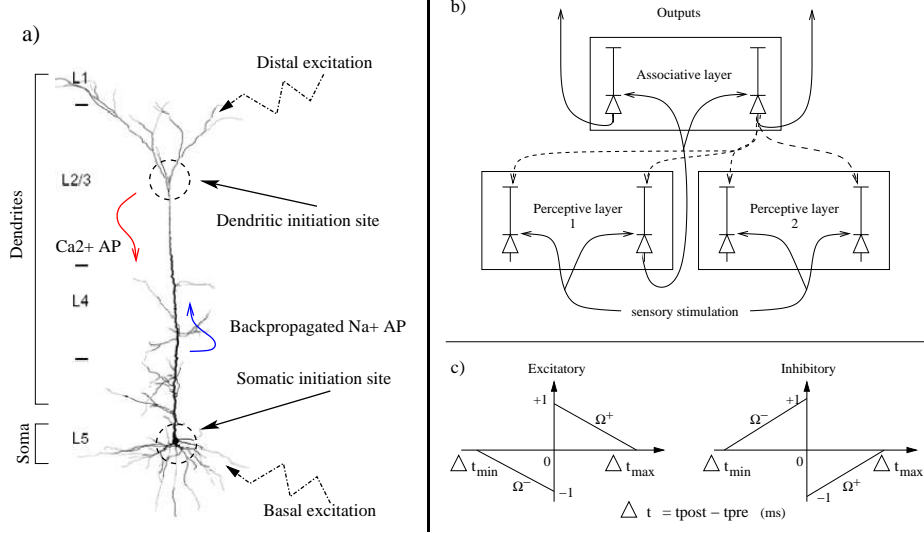 a)
L1
Distal excitation
Dendrites
L2/3
Dendritic initiation site
Ca2+ AP
L4
Backpropagated Na+ AP
Somatic initiation site
Soma
L5
Basal excitation
b)
Outputs
Associative layer
Perceptive layer
1
Perceptive layer
2
sensory stimulation
c)
Excitatory
Inhibitory
+1
Ω+
0
△ tmin
△ tmax
Ω−
−1
+1
Ω−
0
△ tmin
△ tmax
Ω+
−1
△ t = tpost − tpre (ms)